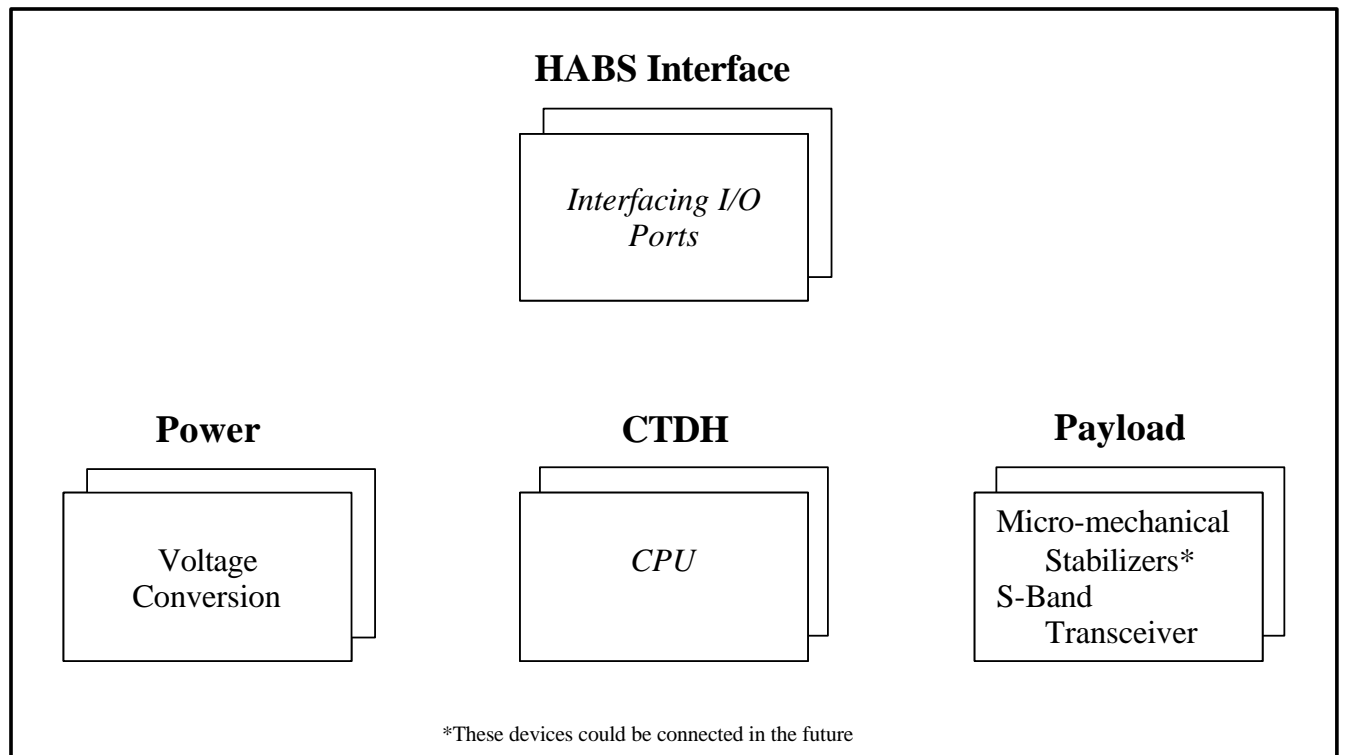 HABS Interface
Interfacing I/O
Ports
Power
CTDH
Payload
Voltage
Conversion
CPU
Micro-mechanical
Stabilizers*
S-Band
Transceiver
*These devices could be connected in the future